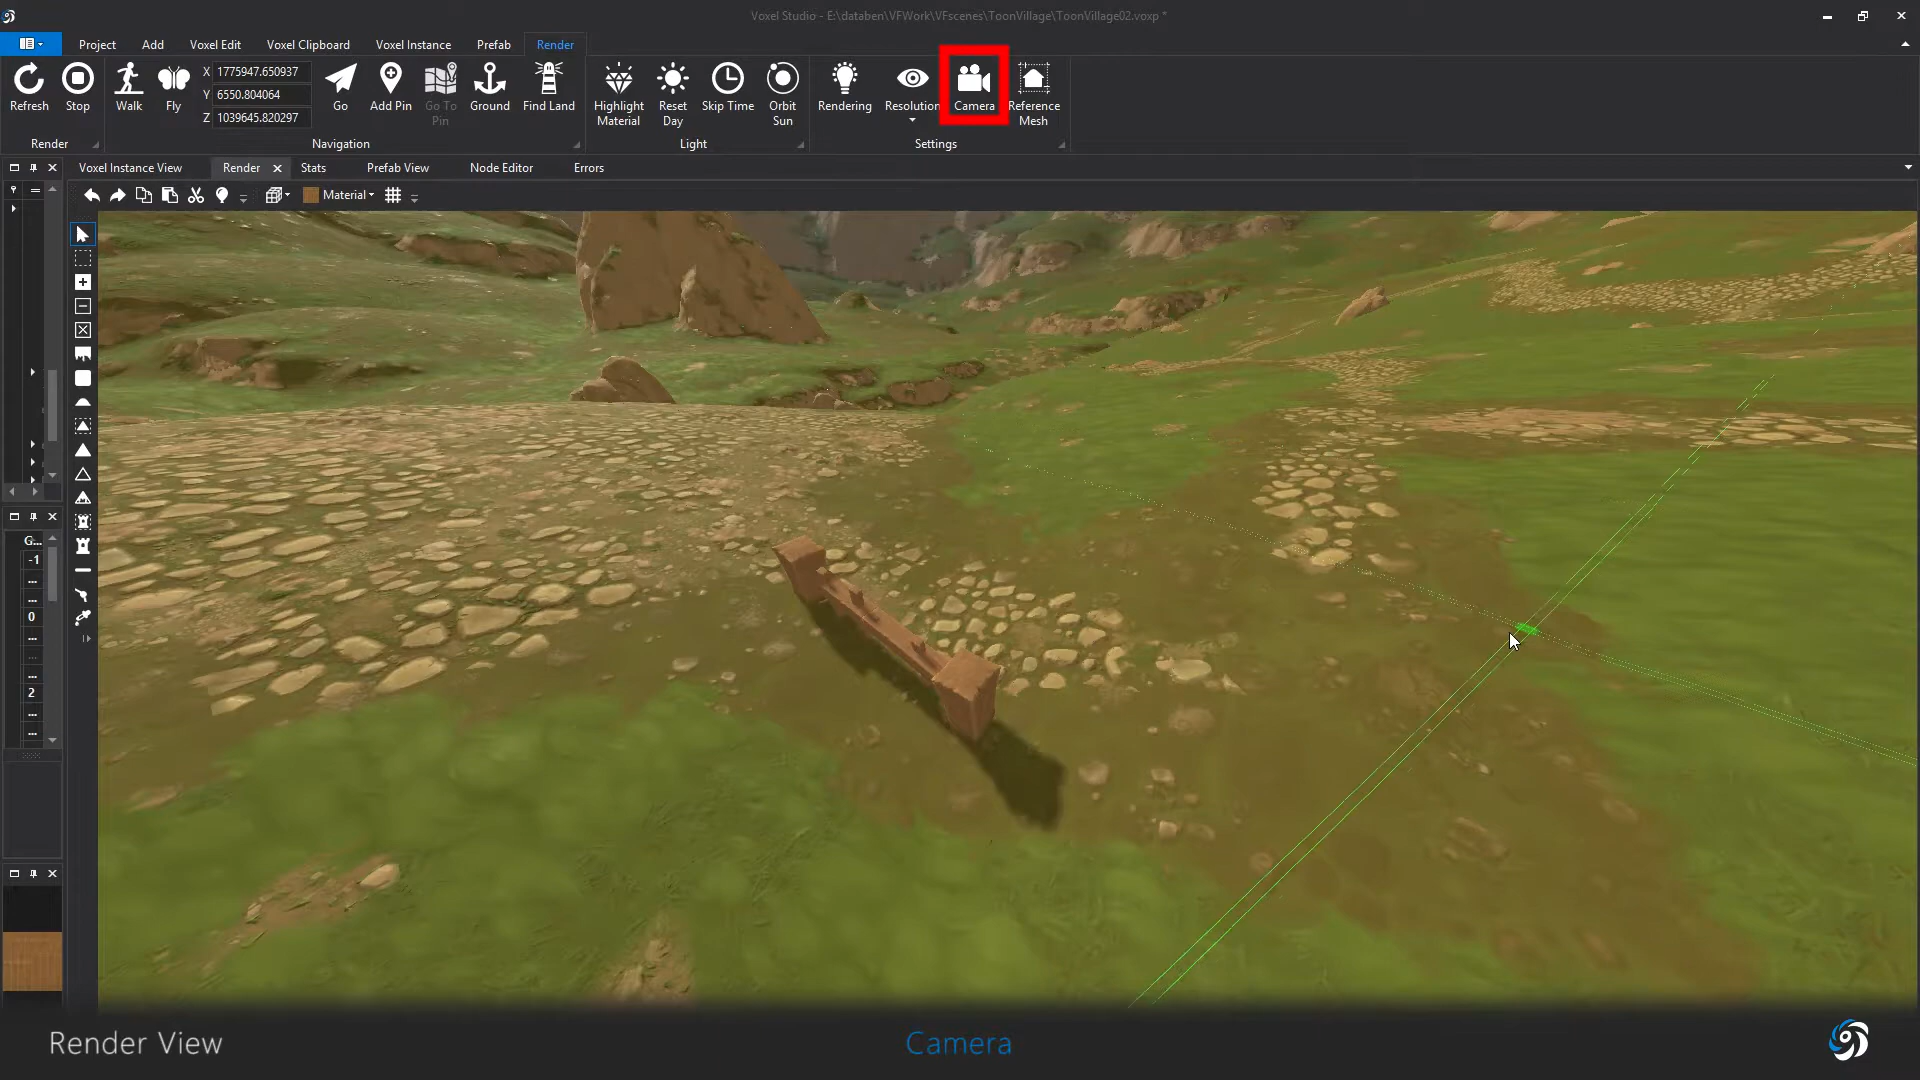 Voxel Studio - E:\databen\VFWork\VFscenes\ToonVillage\ToonVillage02.voxp *
Project Add Voxel Edit Voxel Clipboard Voxel Instance Prefab Render
X 1775947.650937
Y 6550.804064
Z 1039645.820297
Refresh Stop Walk Fly Go Add Pin Go To Pin Ground Find Land Highlight Material Reset Day Skip Time Orbit Sun Rendering Resolution Camera Reference Mesh
Render Navigation Light Settings
Voxel Instance View Render Stats Prefab View Node Editor Errors
Material
G...
-1
...
...
0
...
...
...
2
...
...
Render View Camera